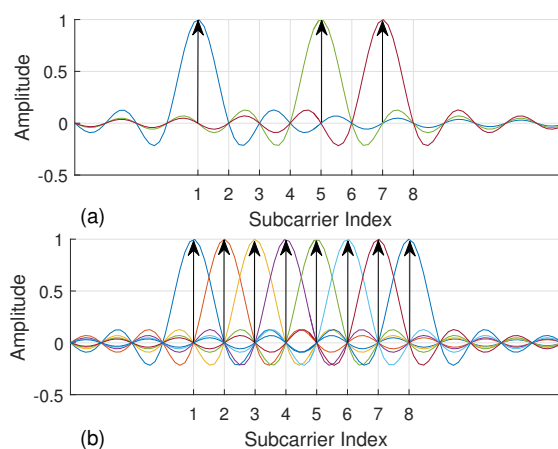 1
0.5
0
-0.5
Amplitude
1 2 3 4 5 6 7 8
(a)
Subcarrier Index
1
0.5
0
-0.5
Amplitude
1 2 3 4 5 6 7 8
(b)
Subcarrier Index